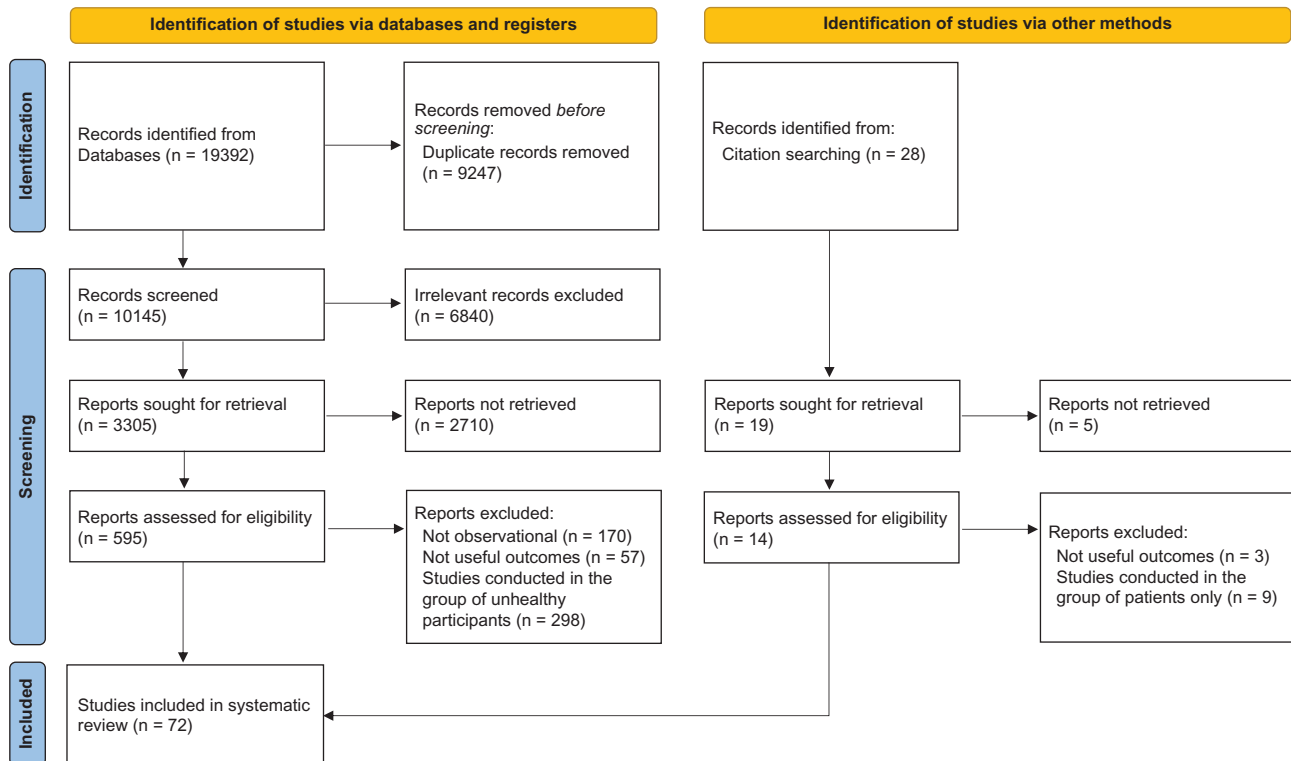 Identification of studies via databases and registers
Identification of studies via other methods
Identification
Records identified from
Databases (n = 19392)
Records removed before
screening:
Duplicate records removed
(n = 9247)
Records identified from:
Citation searching (n = 28)
Screening
Records screened
(n = 10145)
Irrelevant records excluded
(n = 6840)
Reports sought for retrieval
(n = 3305)
Reports not retrieved
(n = 2710)
Reports sought for retrieval
(n = 19)
Reports not retrieved
(n = 5)
Reports assessed for eligibility
(n = 595)
Reports excluded:
Not observational (n = 170)
Not useful outcomes (n = 57)
Studies conducted in the
group of unhealthy
participants (n = 298)
Reports assessed for eligibility
(n = 14)
Reports excluded:
Not useful outcomes (n = 3)
Studies conducted in the
group of patients only (n = 9)
Included
Studies included in systematic
review (n = 72)